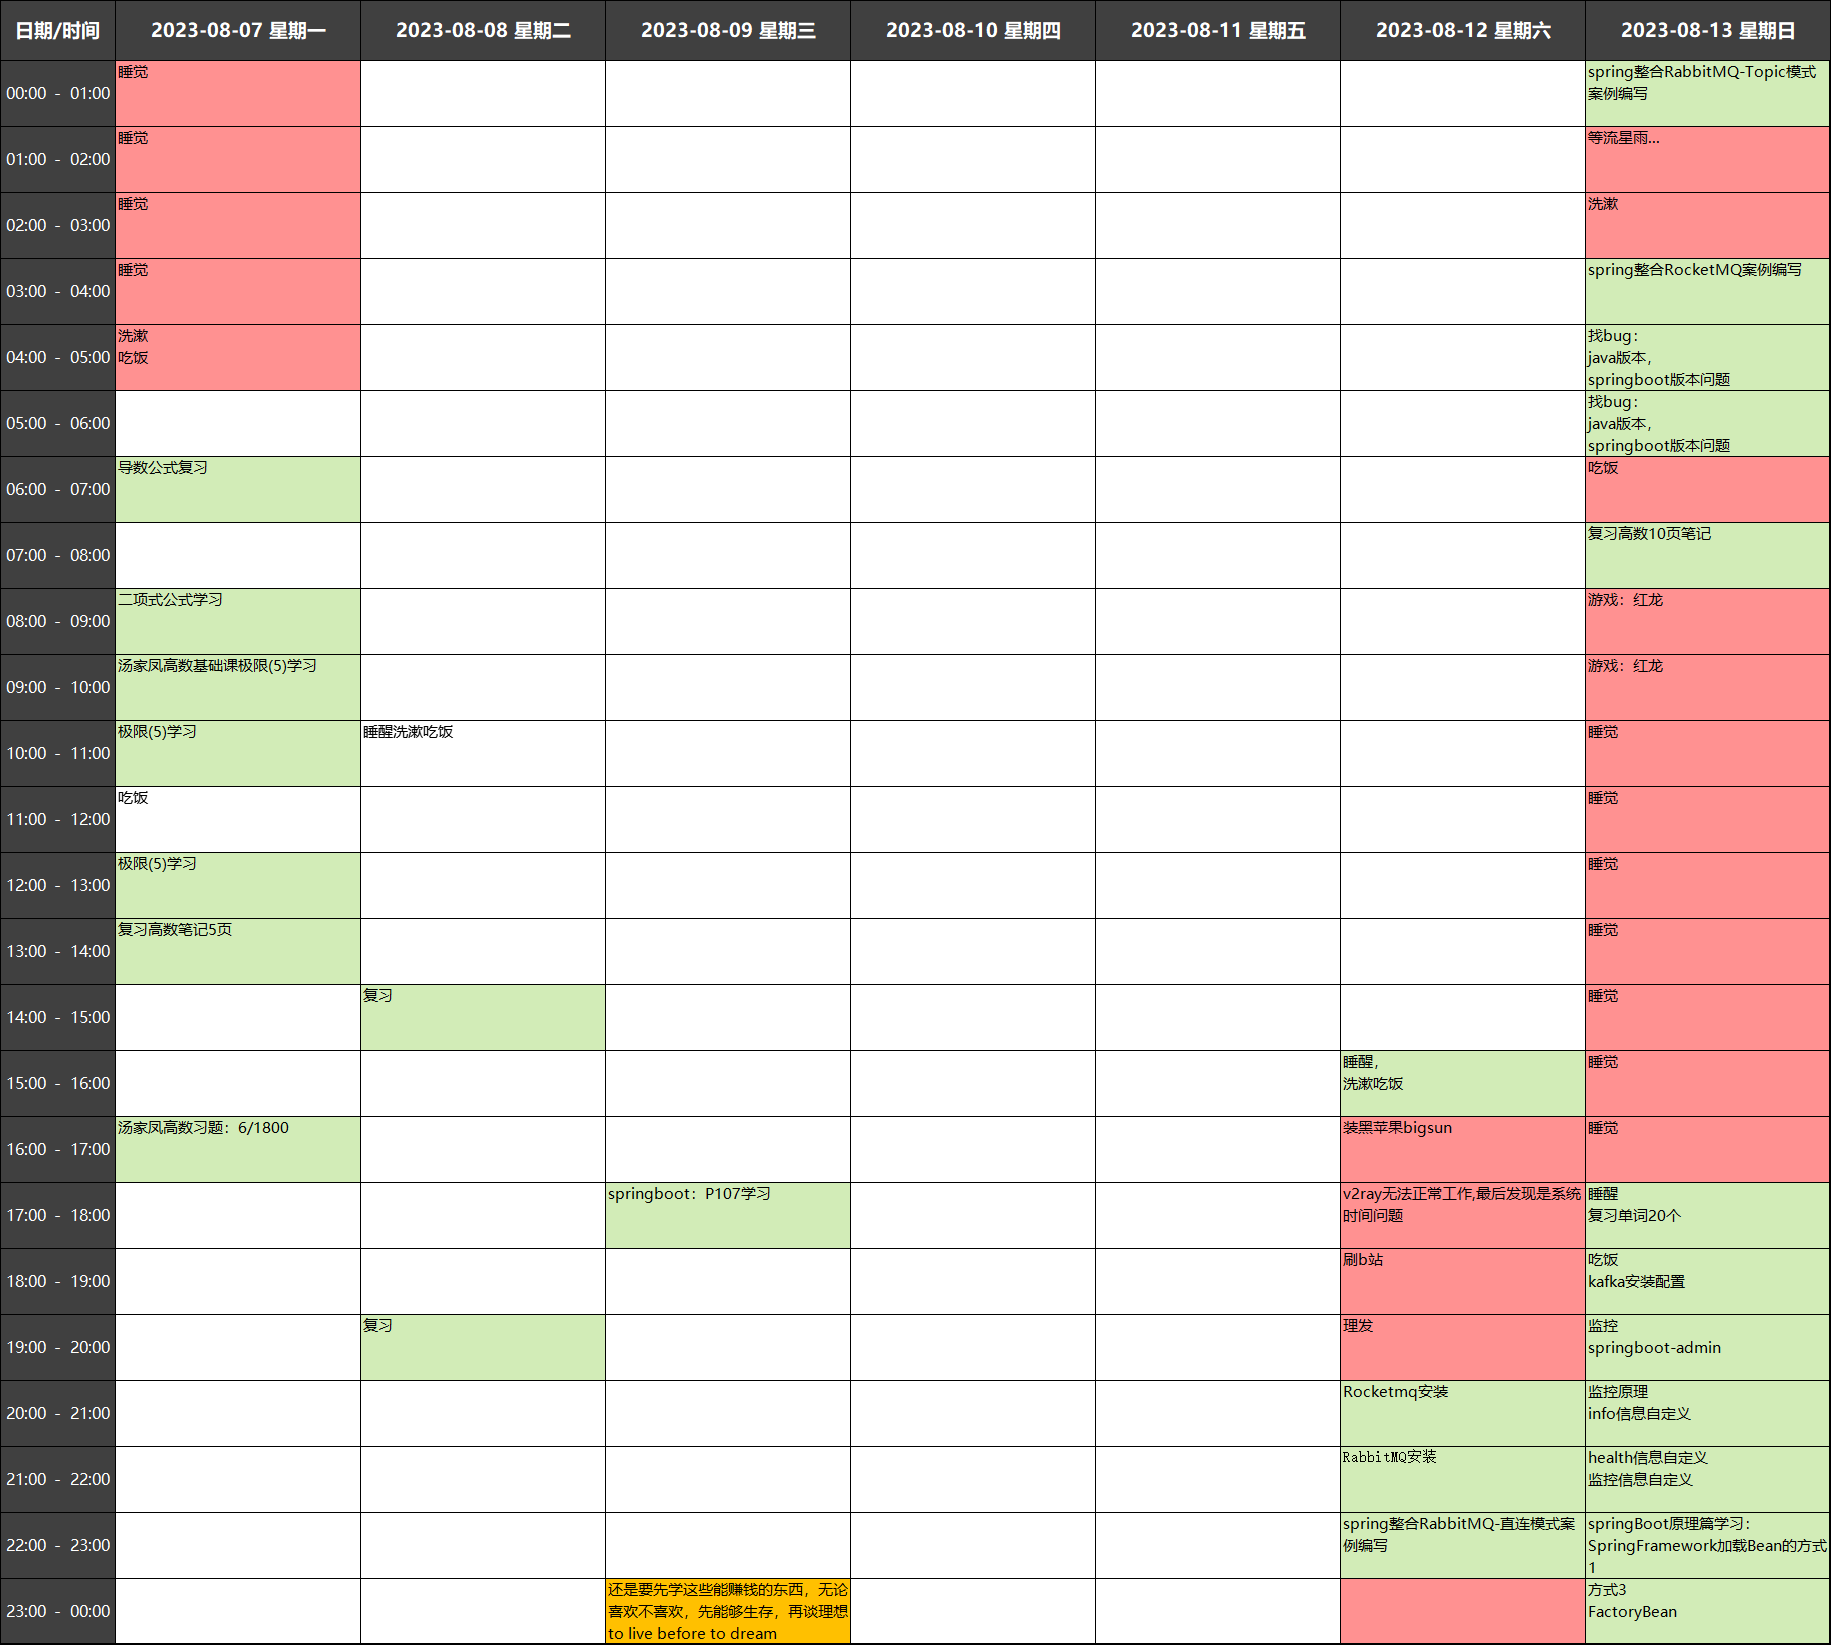 日期/时间 2023-08-07 星期一 2023-08-08 星期二 2023-08-09 星期三 2023-08-10 星期四 2023-08-11 星期五 2023-08-12 星期六 2023-08-13 星期日
00:00 - 01:00 睡觉 spring整合RabbitMQ-Topic模式
案例编写
01:00 - 02:00 睡觉 等流星雨...
02:00 - 03:00 睡觉 洗漱
03:00 - 04:00 睡觉 spring整合RocketMQ案例编写
04:00 - 05:00 洗漱
吃饭
找bug：
java版本，
springboot版本问题
05:00 - 06:00 找bug：
java版本，
springboot版本问题
06:00 - 07:00 导数公式复习 吃饭
07:00 - 08:00 复习高数10页笔记
08:00 - 09:00 二项式公式学习 游戏：红龙
09:00 - 10:00 汤家凤高数基础课极限(5)学习 游戏：红龙
10:00 - 11:00 极限(5)学习 睡醒洗漱吃饭 睡觉
11:00 - 12:00 吃饭 睡觉
12:00 - 13:00 极限(5)学习 睡觉
13:00 - 14:00 复习高数笔记5页 睡觉
14:00 - 15:00 复习 睡觉
15:00 - 16:00 睡醒，
洗漱吃饭
睡觉
16:00 - 17:00 汤家凤高数习题：6/1800 装黑苹果bigsun 睡觉
17:00 - 18:00 springboot：P107学习 v2ray无法正常工作,最后发现是系统
时间问题
睡醒
复习单词20个
18:00 - 19:00 刷b站 吃饭
kafka安装配置
19:00 - 20:00 复习 理发 监控
springboot-admin
20:00 - 21:00 Rocketmq安装 监控原理
info信息自定义
21:00 - 22:00 RabbitMQ安装 health信息自定义
监控信息自定义
22:00 - 23:00 spring整合RabbitMQ-直连模式案
例编写
springBoot原理篇学习：
SpringFramework加载Bean的方式
1
23:00 - 00:00 还是要先学这些能赚钱的东西，无论
喜欢不喜欢，先能够生存，再谈理想
to live before to dream
方式3
FactoryBean